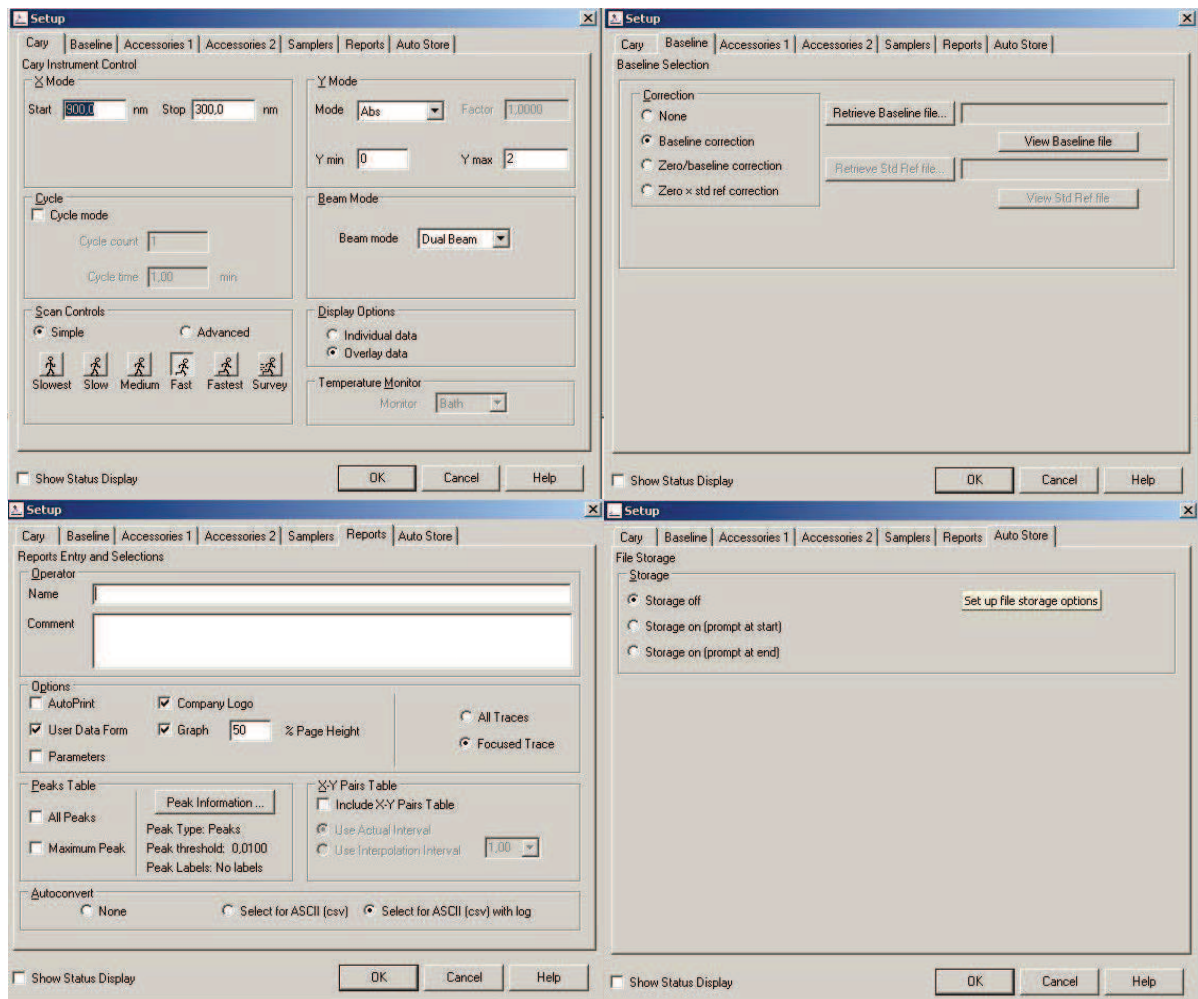 Setup
Cary Baseline Accessories 1 Accessories 2 Samplers Reports Auto Store
Cary Instrument Control
X Mode
Start 900,0 nm Stop 300,0 nm
Y Mode
Mode Abs Factor 1,0000
Y min 0 Y max 2
Cycle
Cycle mode
Cycle count 1
Cycle time 1,00 min
Beam Mode
Beam mode Dual Beam
Scan Controls
Simple Advanced
Slowest Slow Medium Fast Fastest Survey
Display Options
Individual data
Overlay data
Temperature Monitor
Monitor Bath
Show Status Display OK Cancel Help
Setup
Cary Baseline Accessories 1 Accessories 2 Samplers Reports Auto Store
Baseline Selection
Correction
None
Baseline correction
Zero/baseline correction
Zero × std ref correction
Retrieve Baseline file...
View Baseline file
Retrieve Std Ref file...
View Std Ref file
Show Status Display OK Cancel Help
Setup
Cary Baseline Accessories 1 Accessories 2 Samplers Reports Auto Store
Reports Entry and Selections
Operator
Name
Comment
Options
AutoPrint Company Logo
User Data Form Graph 50 % Page Height
Parameters
All Traces
Focused Trace
Peaks Table
All Peaks
Maximum Peak
Peak Information ...
Peak Type: Peaks
Peak threshold: 0,0100
Peak Labels: No labels
X-Y Pairs Table
Include X-Y Pairs Table
Use Actual Interval
Use Interpolation Interval 1,00
Autoconvert
None Select for ASCII (csv) Select for ASCII (csv) with log
Show Status Display OK Cancel Help
Setup
Cary Baseline Accessories 1 Accessories 2 Samplers Reports Auto Store
File Storage
Storage
Storage off Set up file storage options
Storage on (prompt at start)
Storage on (prompt at end)
Show Status Display OK Cancel Help